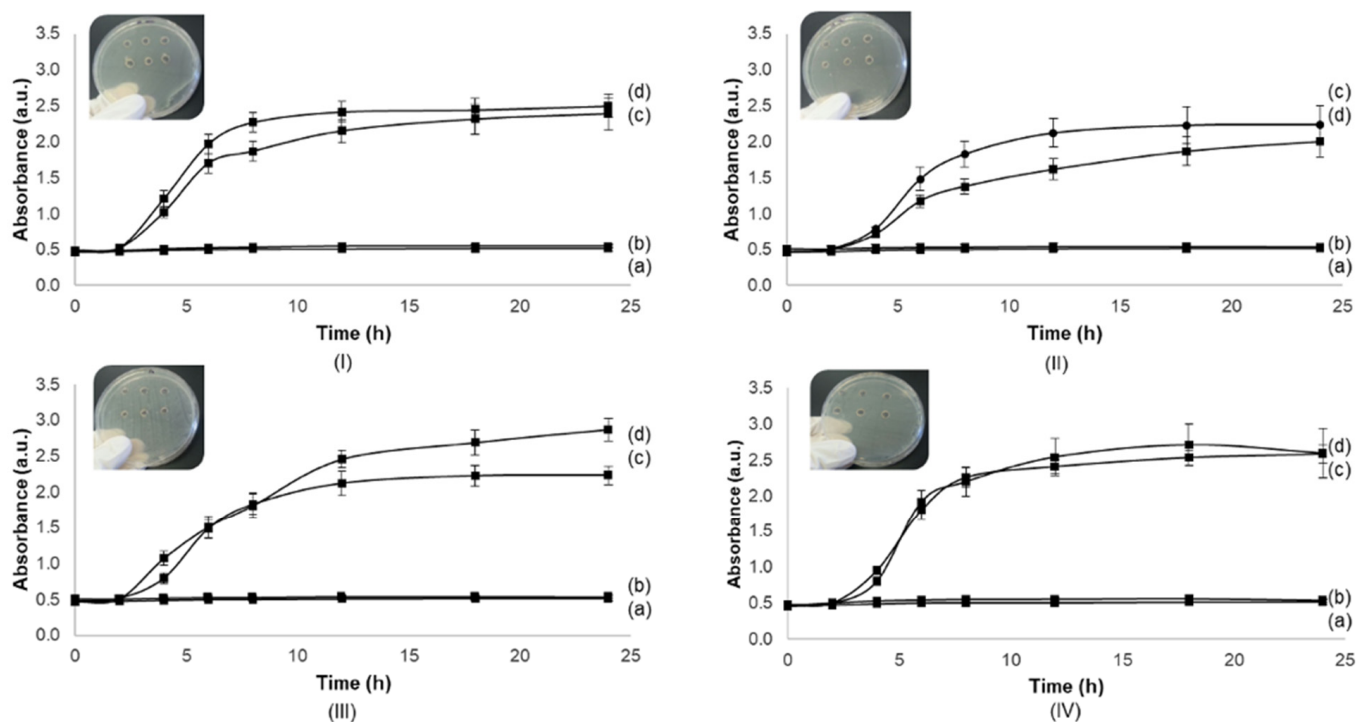 3.5
3.0
2.5
2.0
1.5
1.0
0.5
0.0
Absorbance (a.u.)
(d)
(c)
(b)
(a)
0 5 10 15 20 25
Time (h)
(I)
3.5
3.0
2.5
2.0
1.5
1.0
0.5
0.0
Absorbance (a.u.)
(c)
(d)
(b)
(a)
0 5 10 15 20 25
Time (h)
(II)
3.5
3.0
2.5
2.0
1.5
1.0
0.5
0.0
Absorbance (a.u.)
(d)
(c)
(b)
(a)
0 5 10 15 20 25
Time (h)
(III)
3.5
3.0
2.5
2.0
1.5
1.0
0.5
0.0
Absorbance (a.u.)
(d)
(c)
(b)
(a)
0 5 10 15 20 25
Time (h)
(IV)